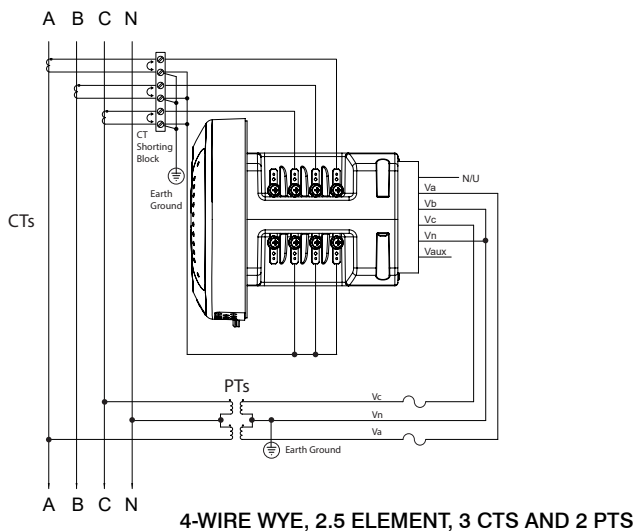 A B C N
CT
Shorting
Block
Earth
Ground
N/U
Va
Vb
Vc
Vn
Vaux
CTs
PTs
Vc
Vn
Va
Earth Ground
A B C N
4-WIRE WYE, 2.5 ELEMENT, 3 CTS AND 2 PTS